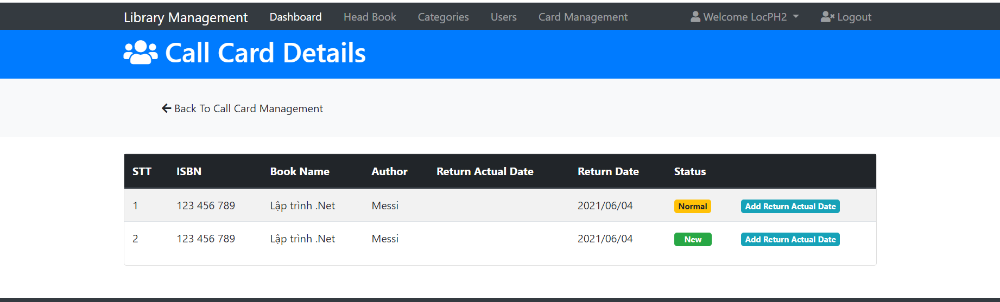 Library Management Dashboard Head Book Categories Users Card Management Welcome LocPH2 Logout
Call Card Details
Back To Call Card Management
STT ISBN Book Name Author Return Actual Date Return Date Status
1 123 456 789 Lập trình .Net Messi 2021/06/04 Normal Add Return Actual Date
2 123 456 789 Lập trình .Net Messi 2021/06/04 New Add Return Actual Date